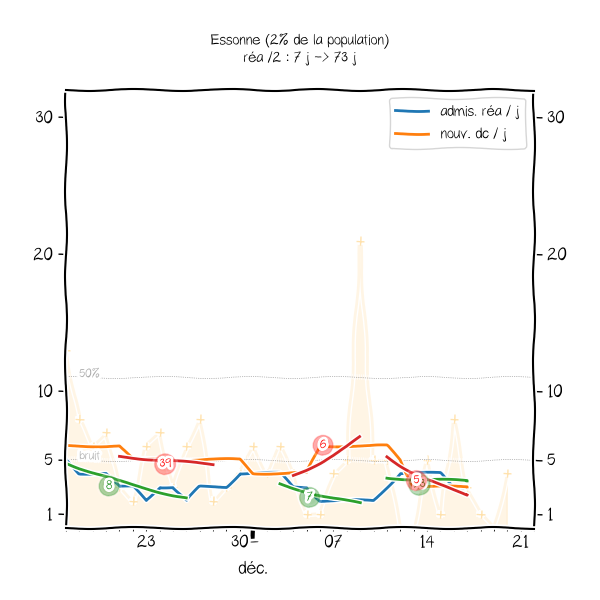 Essonne (2% de la population)
réa /2 : 7 j -> 73 j
admis. réa / j
nouv. dc / j
30 30
20 20
50%
10 10
bruit
5 5
1 1
39
6
8
7
5
23 30 07 14 21
déc.